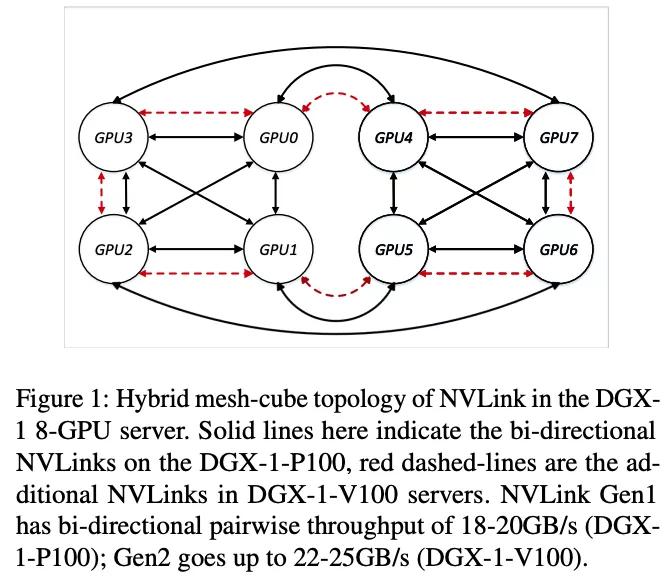 GPU3 GPU0 GPU4 GPU7
GPU2 GPU1 GPU5 GPU6
Figure 1: Hybrid mesh-cube topology of NVLink in the DGX-
1 8-GPU server. Solid lines here indicate the bi-directional
NVLinks on the DGX-1-P100, red dashed-lines are the ad-
ditional NVLinks in DGX-1-V100 servers. NVLink Gen1
has bi-directional pairwise throughput of 18-20GB/s (DGX-
1-P100); Gen2 goes up to 22-25GB/s (DGX-1-V100).